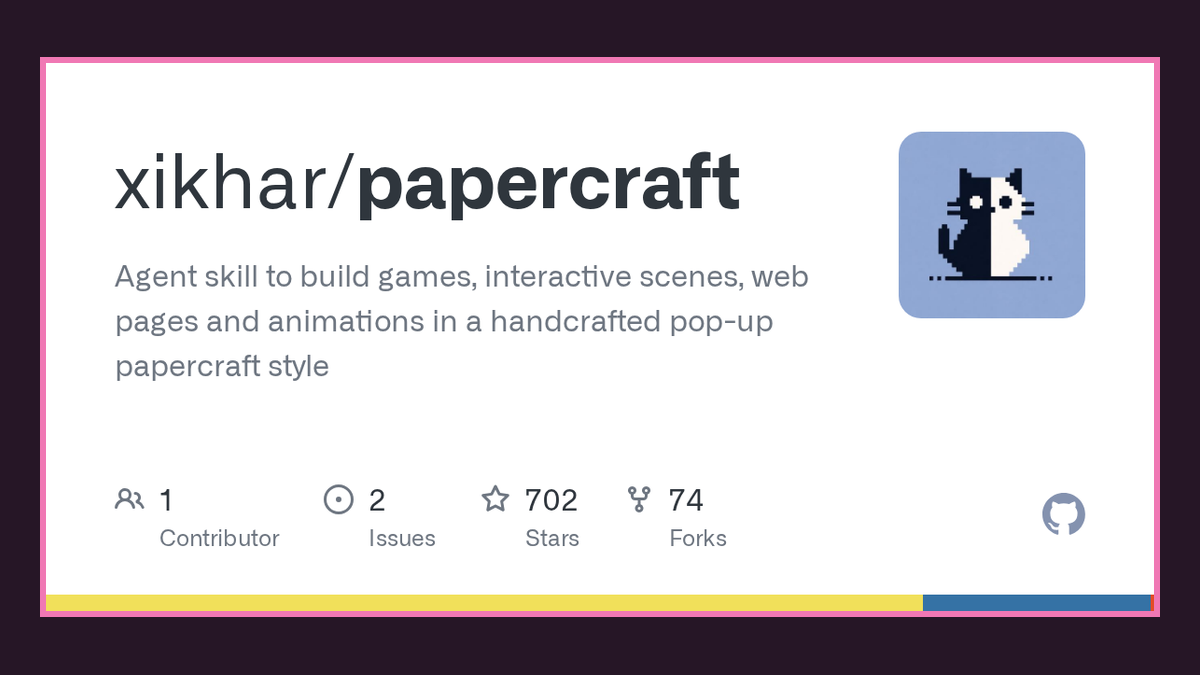 xikhar/papercraft
Agent skill to build games, interactive scenes, web
pages and animations in a handcrafted pop-up
papercraft style
1 2 702 74
Contributor Issues Stars Forks